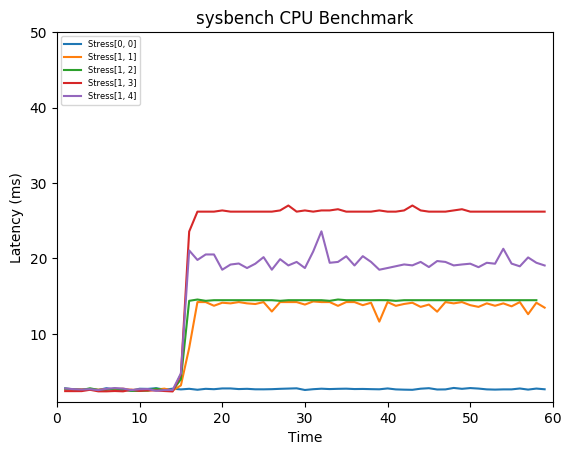 sysbench CPU Benchmark
Stress[0, 0]
Stress[1, 1]
Stress[1, 2]
Stress[1, 3]
Stress[1, 4]
Latency (ms)
50
40
30
20
10
0 10 20 30 40 50 60
Time